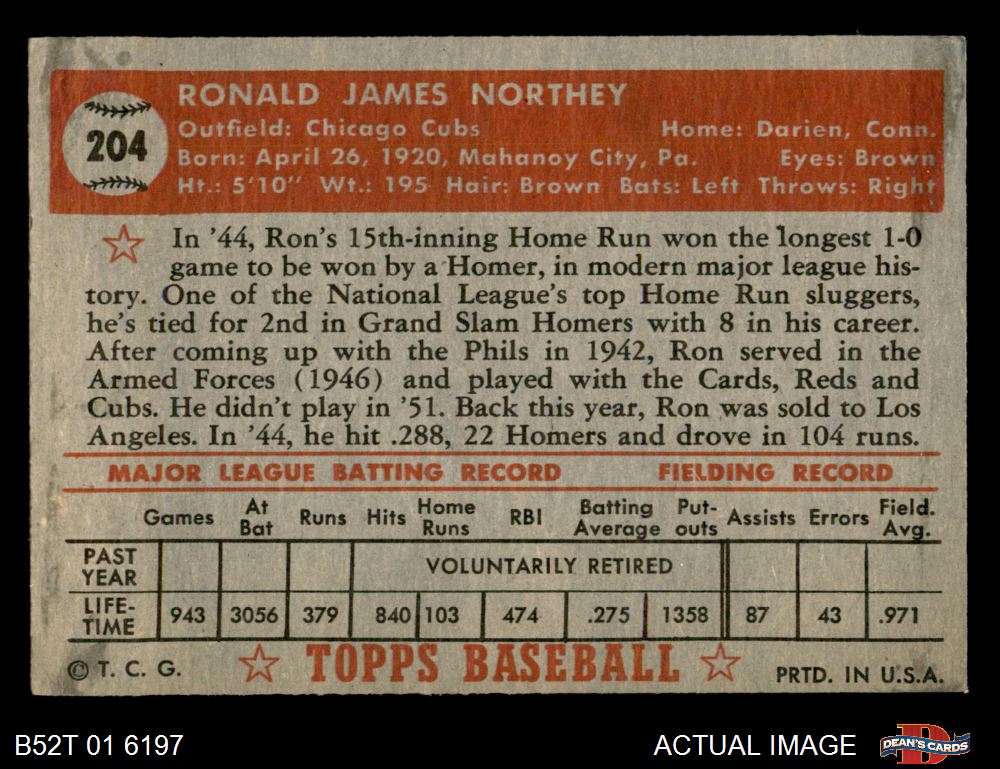 RONALD JAMES NORTHEY
204
Outfield: Chicago Cubs Home: Darien, Conn.
Born: April 26, 1920, Mahanoy City, Pa. Eyes: Brown
Ht.: 5'10" Wt.: 195 Hair: Brown Bats: Left Throws: Right
In '44, Ron's 15th-inning Home Run won the longest 1-0
game to be won by a Homer, in modern major league his-
tory. One of the National League's top Home Run sluggers,
he's tied for 2nd in Grand Slam Homers with 8 in his career.
After coming up with the Phils in 1942, Ron served in the
Armed Forces (1946) and played with the Cards, Reds and
Cubs. He didn't play in '51. Back this year, Ron was sold to Los
Angeles. In '44, he hit .288, 22 Homers and drove in 104 runs.
MAJOR LEAGUE BATTING RECORD FIELDING RECORD
Games At Bat Runs Hits Home Runs RBI Batting Average Put-outs Assists Errors Field. Avg.
PAST YEAR VOLUNTARILY RETIRED
LIFE-TIME 943 3056 379 840 103 474 .275 1358 87 43 .971
© T. C. G. TOPPS BASEBALL PRTD. IN U.S.A.
B52T 01 6197 ACTUAL IMAGE DEAN'S CARDS